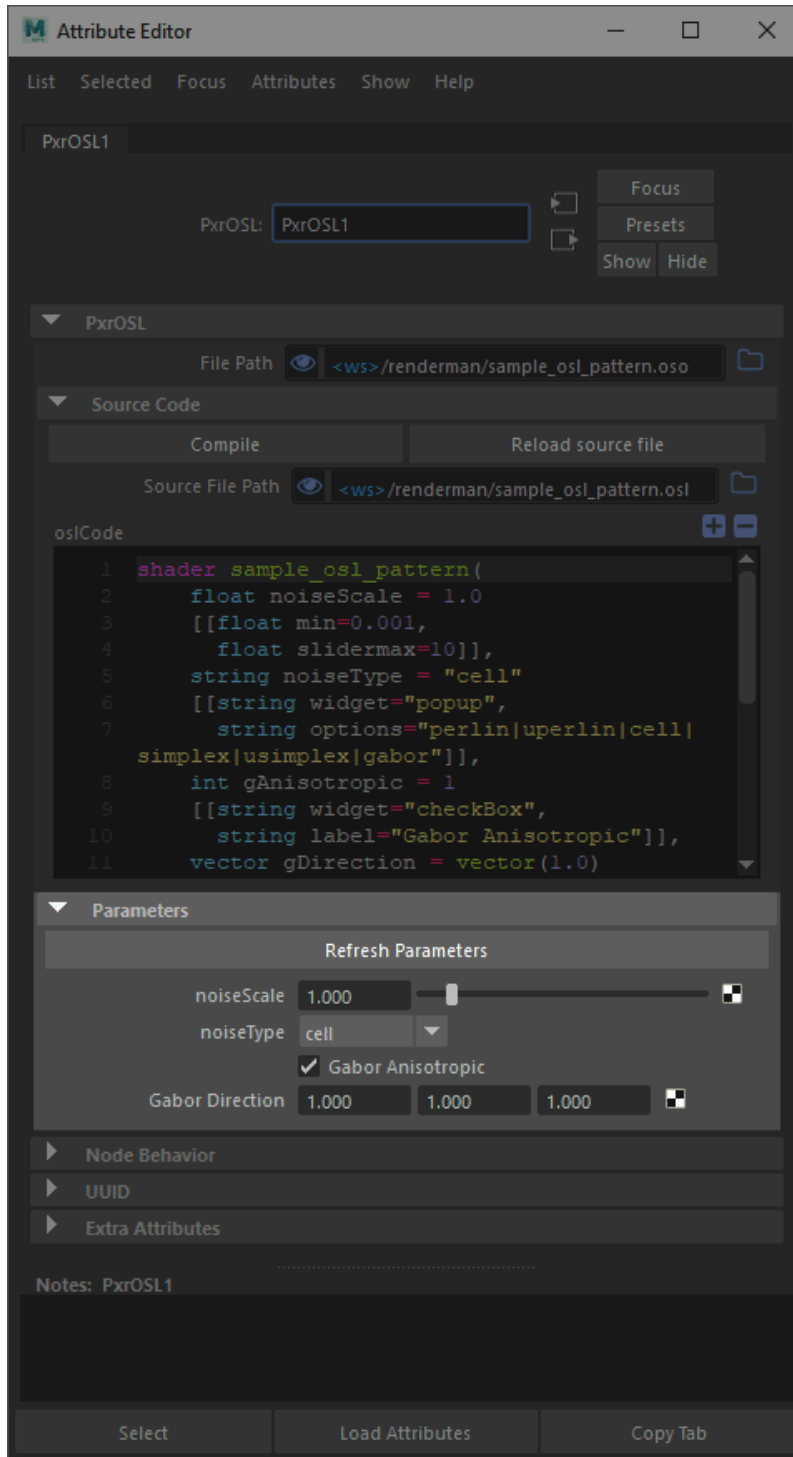 Attribute Editor
List Selected Focus Attributes Show Help
PxrOSL1
Focus
PxrOSL: PxrOSL1
Presets
Show Hide
PxrOSL
File Path <ws>/renderman/sample_osl_pattern.oso
Source Code
Compile Reload source file
Source File Path <ws>/renderman/sample_osl_pattern.osl
oslCode
1 shader sample_osl_pattern(
2 float noiseScale = 1.0
3 [[float min=0.001,
4 float slidermax=10]],
5 string noiseType = "cell"
6 [[string widget="popup",
7 string options="perlin|uperlin|cell|
simplex|usimplex|gabor"]],
8 int gAnisotropic = 1
9 [[string widget="checkBox",
10 string label="Gabor Anisotropic"]],
11 vector gDirection = vector(1.0)
Parameters
Refresh Parameters
noiseScale 1.000
noiseType cell
Gabor Anisotropic
Gabor Direction 1.000 1.000 1.000
Node Behavior
UUID
Extra Attributes
Notes: PxrOSL1
Select Load Attributes Copy Tab